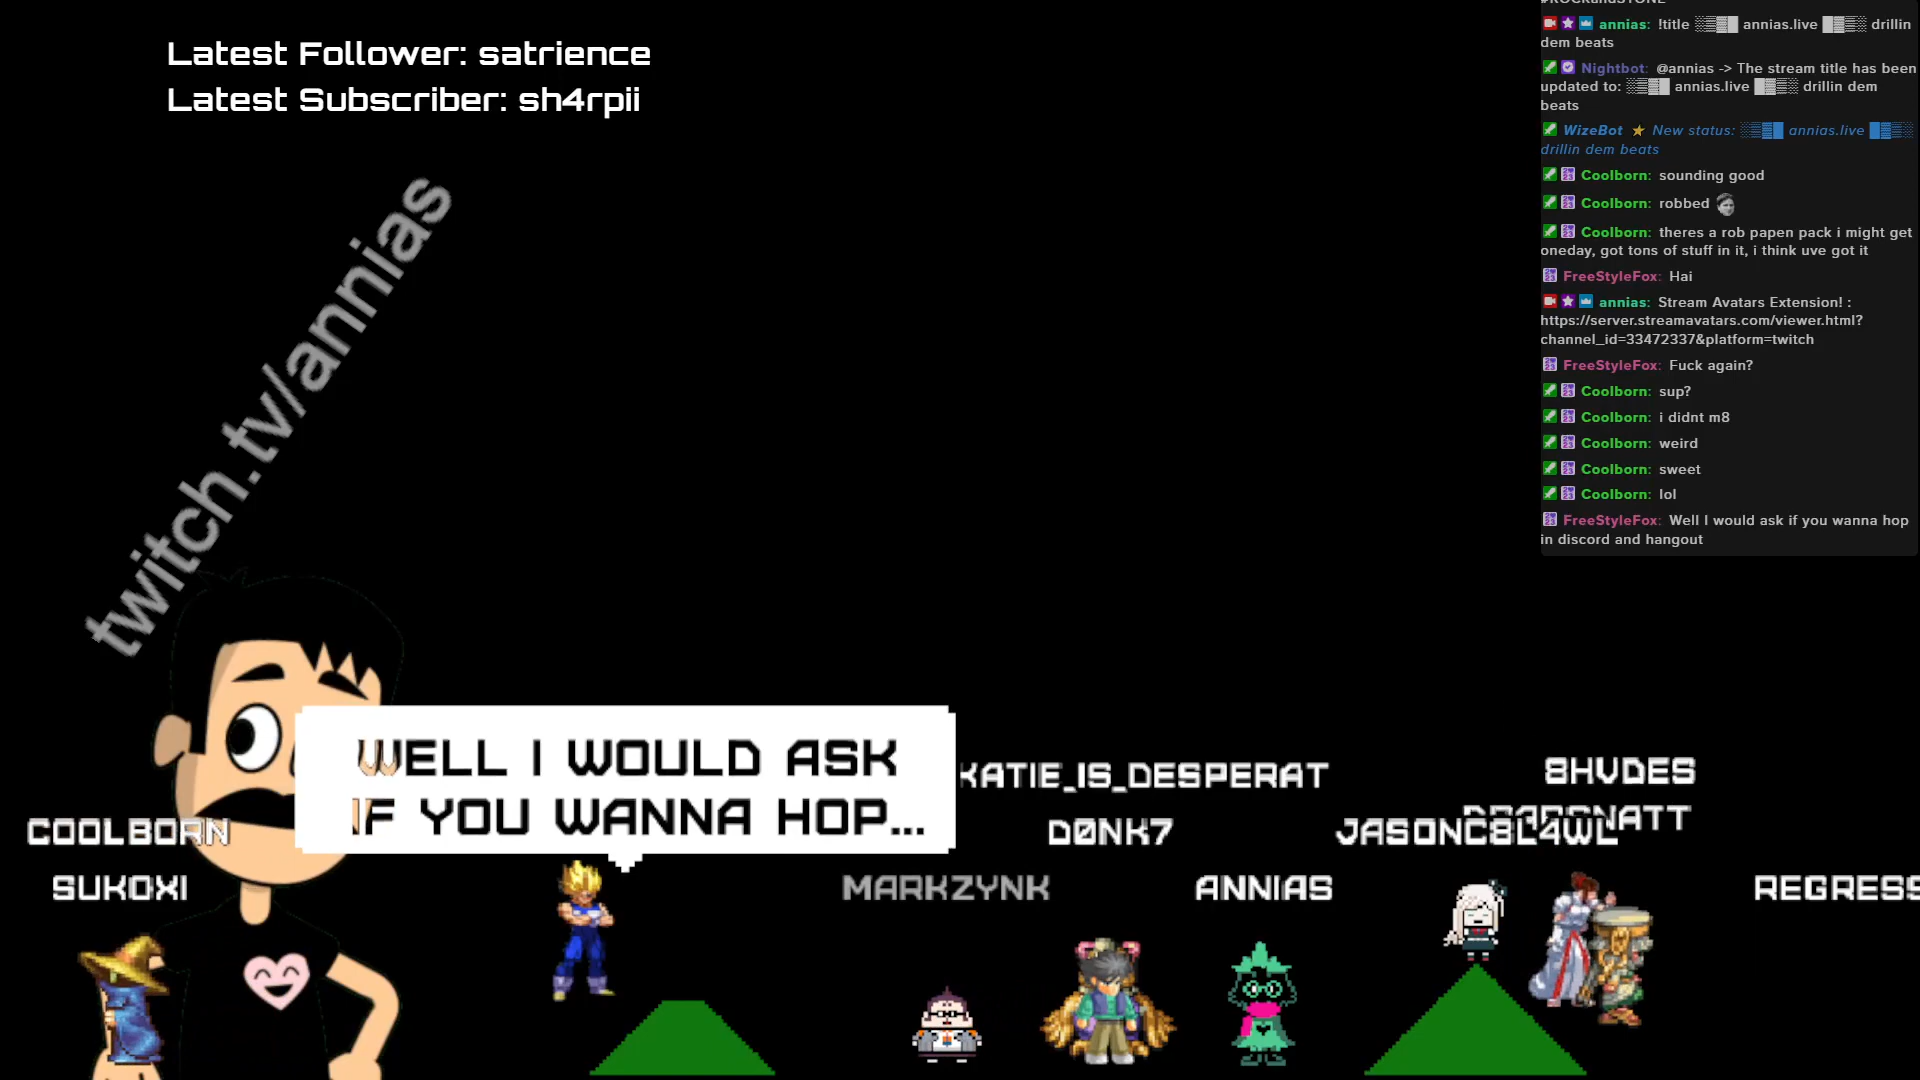 Latest Follower: satrience
Latest Subscriber: sh4rpii
twitch.tv/annias
#ROCKandSTONE
annias: !title ░▒▓█ annias.live █▓▒░ drillin
dem beats
Nightbot: @annias -> The stream title has been
updated to: ░▒▓█ annias.live █▓▒░ drillin dem
beats
WizeBot ★ New status: ░▒▓█ annias.live █▓▒░
drillin dem beats
Coolborn: sounding good
Coolborn: robbed
Coolborn: theres a rob papen pack i might get
oneday, got tons of stuff in it, i think uve got it
FreeStyleFox: Hai
annias: Stream Avatars Extension! :
https://server.streamavatars.com/viewer.html?
channel_id=33472337&platform=twitch
FreeStyleFox: Fuck again?
Coolborn: sup?
Coolborn: i didnt m8
Coolborn: weird
Coolborn: sweet
Coolborn: lol
FreeStyleFox: Well I would ask if you wanna hop
in discord and hangout
WELL I WOULD ASK
IF YOU WANNA HOP...
KATIE_IS_DESPERAT
8HVDES
COOLBORN
D0NK7
JASONC8L4WL
SUKOXI
MARKZYNK
ANNIAS
REGRESS